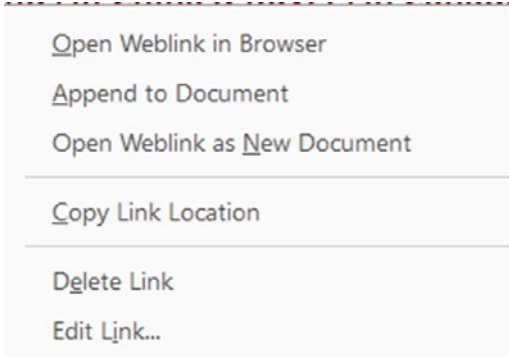 Open Weblink in Browser
Append to Document
Open Weblink as New Document
Copy Link Location
Delete Link
Edit Link...